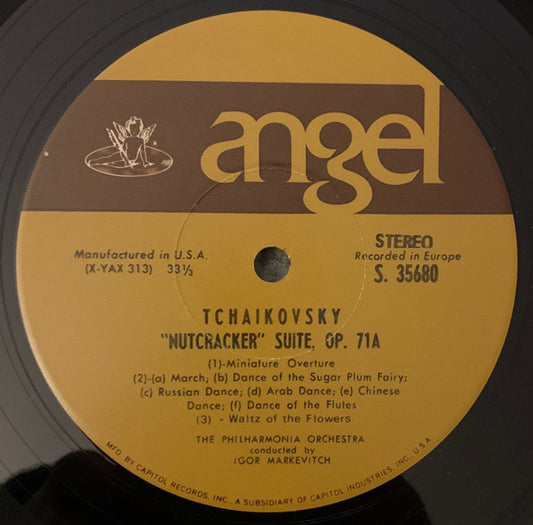 angel
STEREO
Manufactured in U.S.A.
Recorded in Europe
(X-YAX 313) 33⅓
S. 35680
TCHAIKOVSKY
"NUTCRACKER" SUITE, OP. 71A
(1)-Miniature Overture
(2)-(a) March; (b) Dance of the Sugar Plum Fairy;
(c) Russian Dance; (d) Arab Dance; (e) Chinese
Dance; (f) Dance of the Flutes
(3) - Waltz of the Flowers
THE PHILHARMONIA ORCHESTRA
conducted by
IGOR MARKEVITCH
MFD. BY CAPITOL RECORDS, INC., A SUBSIDIARY OF CAPITOL INDUSTRIES, INC., U.S.A.